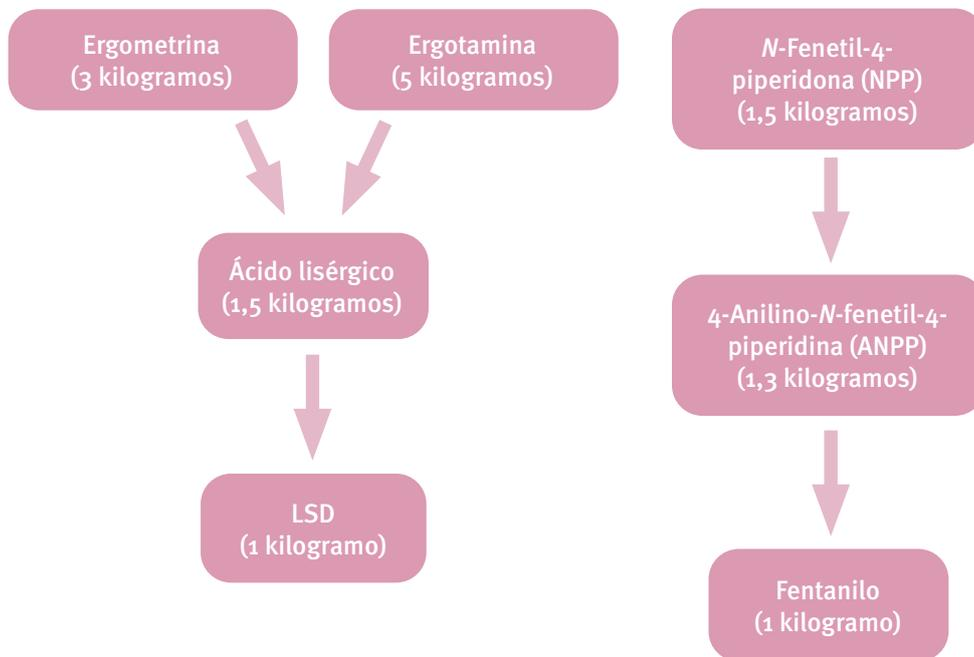 Ergometrina
(3 kilogramos)
Ergotamina
(5 kilogramos)
Ácido lisérgico
(1,5 kilogramos)
LSD
(1 kilogramo)
N-Fenetil-4-
piperidona (NPP)
(1,5 kilogramos)
4-Anilino-N-fenetil-4-
piperidina (ANPP)
(1,3 kilogramos)
Fentanilo
(1 kilogramo)